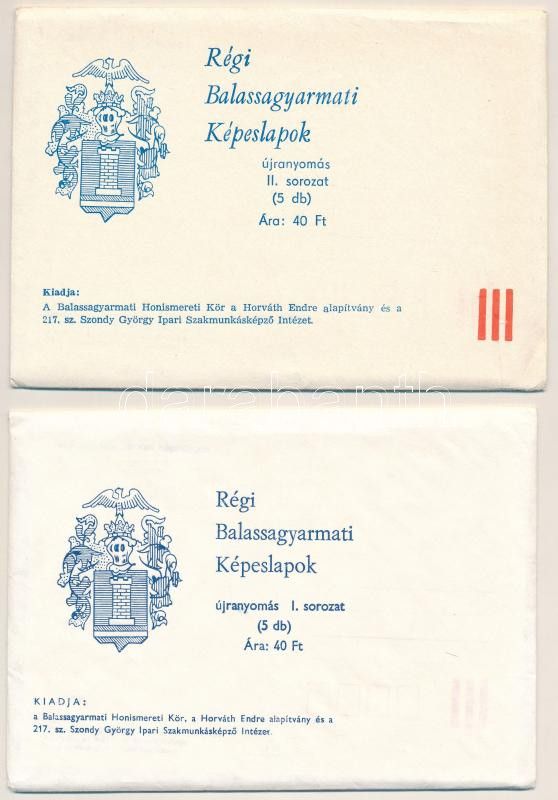 Régi
Balassagyarmati
Képeslapok
újranyomás
II. sorozat
(5 db)
Ára: 40 Ft
Kiadja:
A Balassagyarmati Honismereti Kör a Horváth Endre alapítvány és a
217. sz. Szondy György Ipari Szakmunkásképző Intézet.
darabanth
Régi
Balassagyarmati
Képeslapok
újranyomás I. sorozat
(5 db)
Ára: 40 Ft
KIADJA:
a Balassagyarmati Honismereti Kör, a Horváth Endre alapítvány és a
217. sz. Szondy György Ipari Szakmunkásképző Intézet